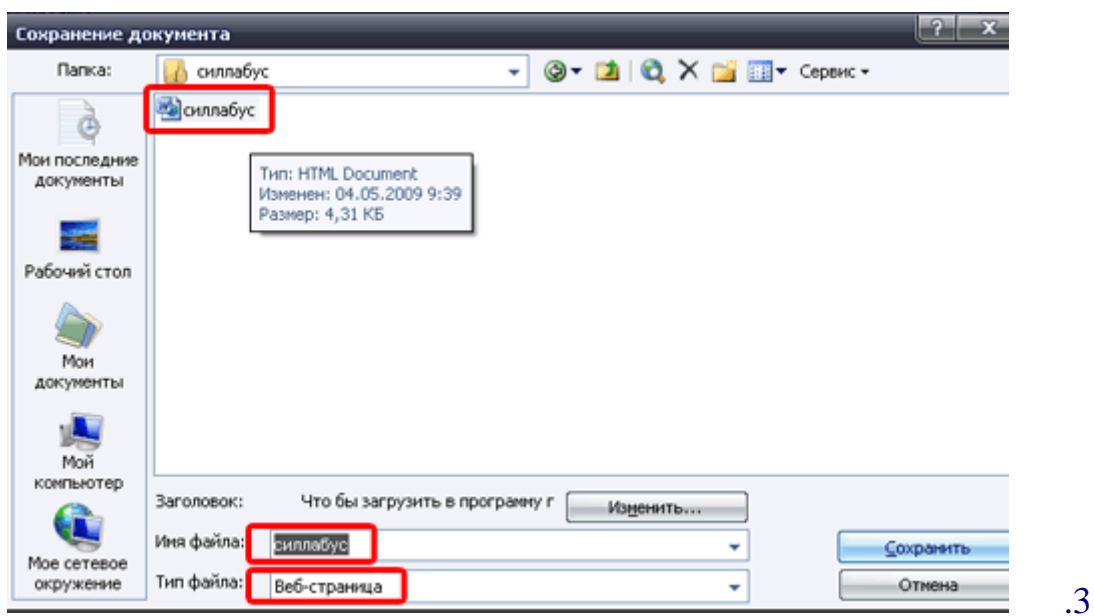 Сохранение документа
Папка: силлабус Сервис
силлабус
Мои последние
документы
Тип: HTML Document
Изменен: 04.05.2009 9:39
Размер: 4,31 КБ
Рабочий стол
Мои
документы
Мой
компьютер
Заголовок: Что бы загрузить в программу г Изменить...
Имя файла: силлабус Сохранить
Мое сетевое
окружение
Тип файла: Веб-страница Отмена
.3